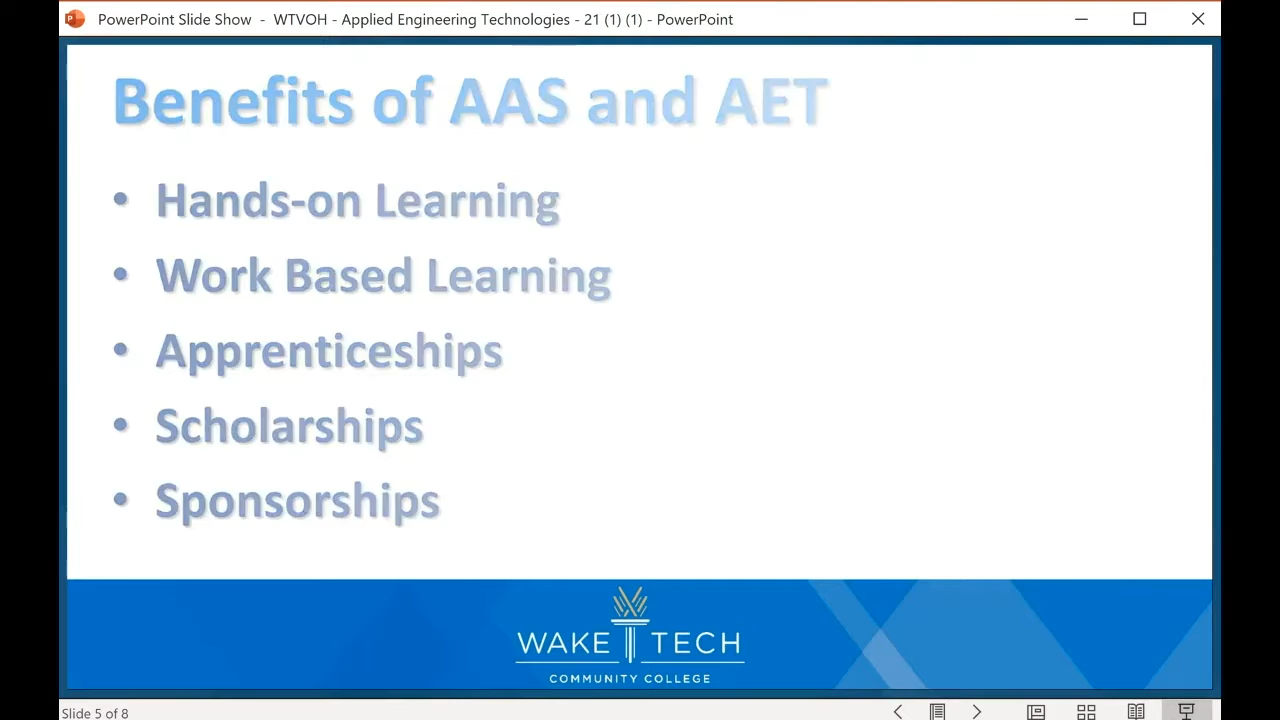 PowerPoint Slide Show - WTVOH - Applied Engineering Technologies - 21 (1) (1) - PowerPoint
Benefits of AAS and AET
• Hands-on Learning
• Work Based Learning
• Apprenticeships
• Scholarships
• Sponsorships
WAKE TECH
COMMUNITY COLLEGE
Slide 5 of 8